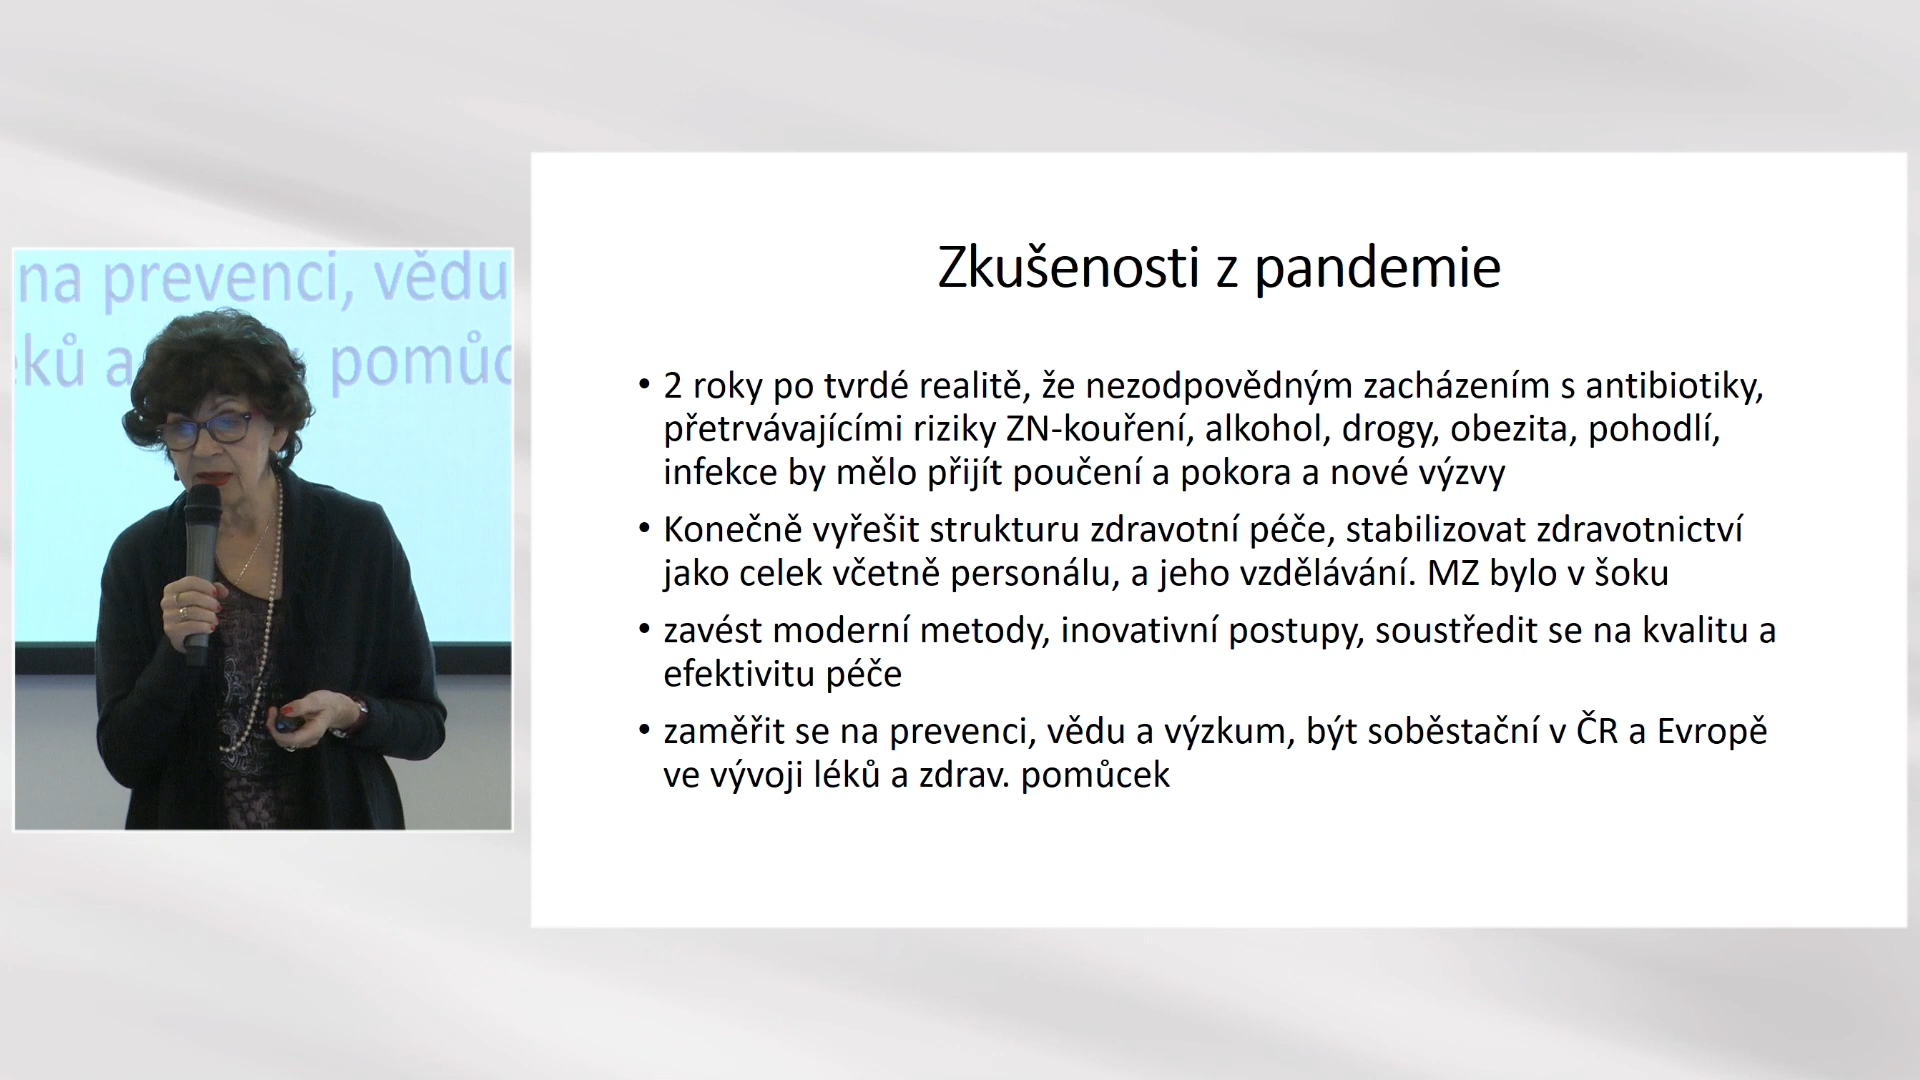 na prevenci, vědu
ků a pomůc
Zkušenosti z pandemie
• 2 roky po tvrdé realitě, že nezodpovědným zacházením s antibiotiky,
přetrvávajícími riziky ZN-kouření, alkohol, drogy, obezita, pohodlí,
infekce by mělo přijít poučení a pokora a nové výzvy
• Konečně vyřešit strukturu zdravotní péče, stabilizovat zdravotnictví
jako celek včetně personálu, a jeho vzdělávání. MZ bylo v šoku
• zavést moderní metody, inovativní postupy, soustředit se na kvalitu a
efektivitu péče
• zaměřit se na prevenci, vědu a výzkum, být soběstační v ČR a Evropě
ve vývoji léků a zdrav. pomůcek